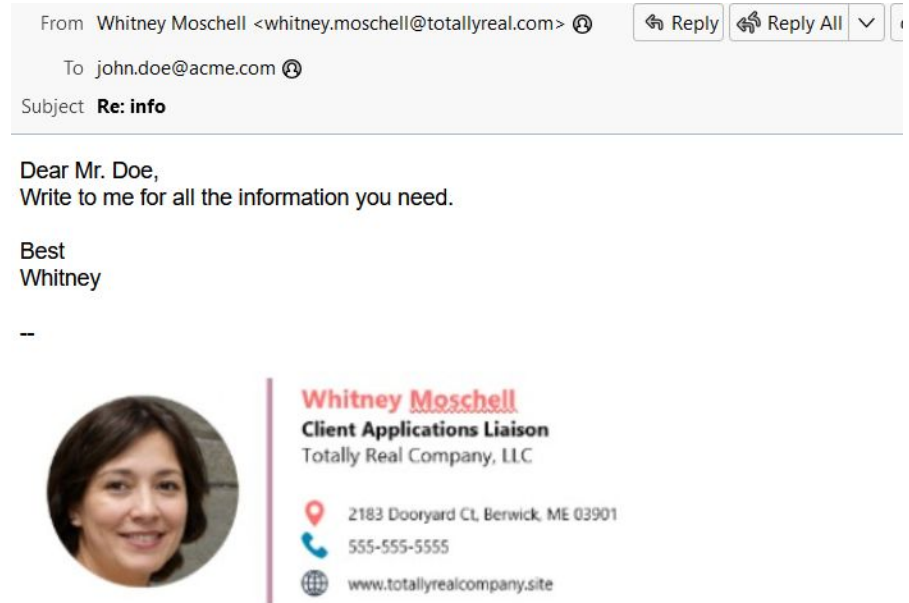 From Whitney Moschell <whitney.moschell@totallyreal.com> Reply Reply All
To john.doe@acme.com
Subject Re: info
Dear Mr. Doe,
Write to me for all the information you need.
Best
Whitney
--
Whitney Moschell
Client Applications Liaison
Totally Real Company, LLC
2183 Dooryard Ct, Berwick, ME 03901
555-555-5555
www.totallyrealcompany.site